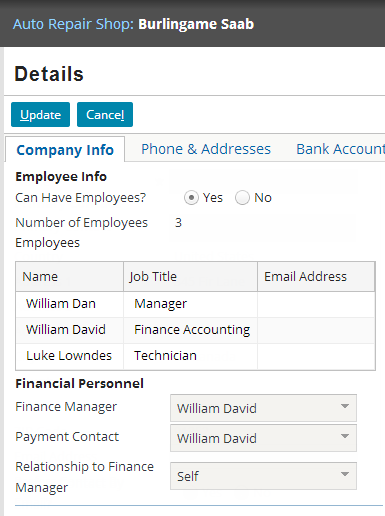 Auto Repair Shop: Burlingame Saab
Details
Update Cancel
Company Info Phone & Addresses Bank Account
Employee Info
Can Have Employees? Yes No
Number of Employees 3
Employees
Name Job Title Email Address
William Dan Manager
William David Finance Accounting
Luke Lowndes Technician
Financial Personnel
Finance Manager William David
Payment Contact William David
Relationship to Finance Self
Manager